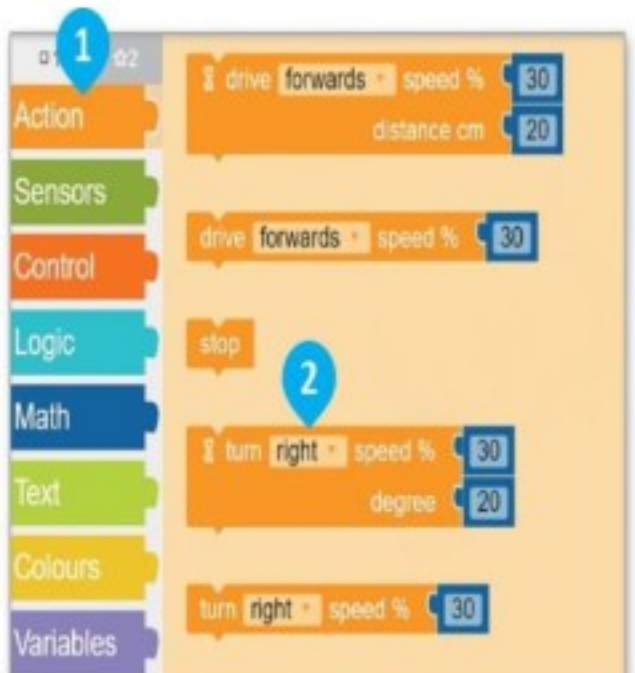 1
☆2
Action
Sensors
Control
Logic
Math
Text
Colours
Variables
drive forwards speed % 30
distance cm 20
drive forwards speed % 30
stop
2
turn right speed % 30
degree 20
turn right speed % 30